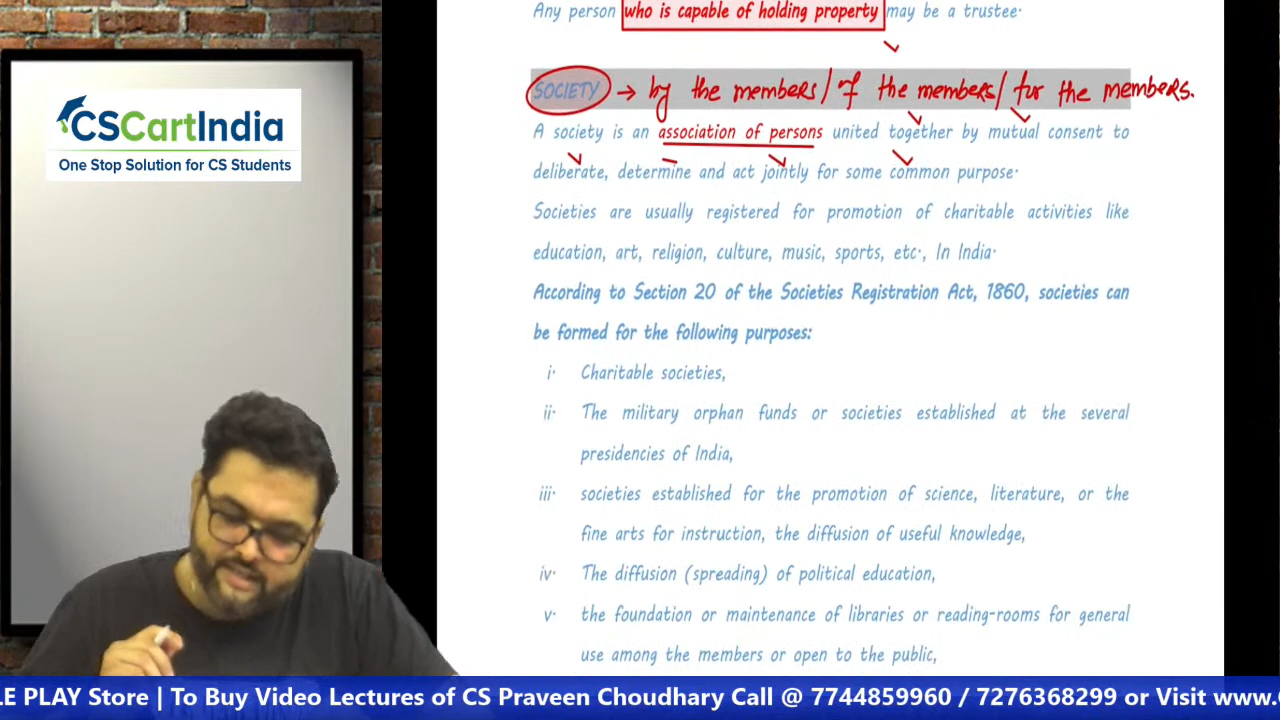 Any person who is capable of holding property may be a trustee.
SOCIETY → by the members / of the members / for the members.
A society is an association of persons united together by mutual consent to
deliberate, determine and act jointly for some common purpose.
Societies are usually registered for promotion of charitable activities like
education, art, religion, culture, music, sports, etc., In India.
According to Section 20 of the Societies Registration Act, 1860, societies can
be formed for the following purposes:
i. Charitable societies,
ii. The military orphan funds or societies established at the several
presidencies of India,
iii. societies established for the promotion of science, literature, or the
fine arts for instruction, the diffusion of useful knowledge,
iv. The diffusion (spreading) of political education,
v. the foundation or maintenance of libraries or reading-rooms for general
use among the members or open to the public,
CSCartIndia
One Stop Solution for CS Students
LE PLAY Store | To Buy Video Lectures of CS Praveen Choudhary Call @ 7744859960 / 7276368299 or Visit www.